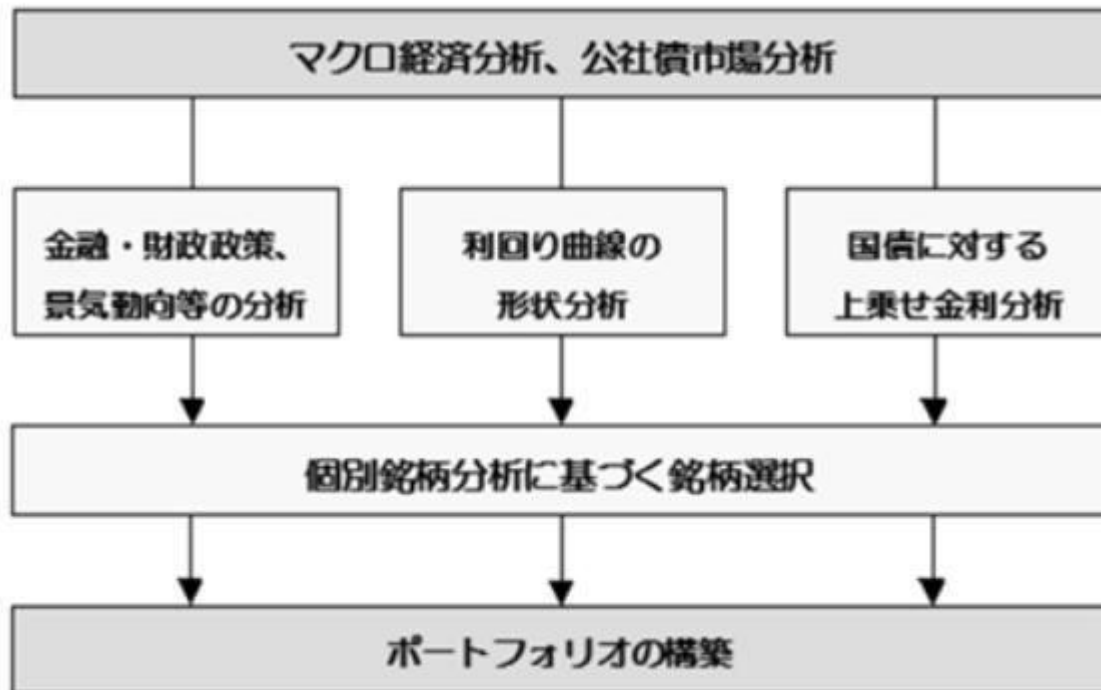 マクロ経済分析、公社債市場分析
金融・財政政策、
景気動向等の分析
利回り曲線の
形状分析
国債に対する
上乗せ金利分析
個別銘柄分析に基づく銘柄選択
ポートフォリオの構築